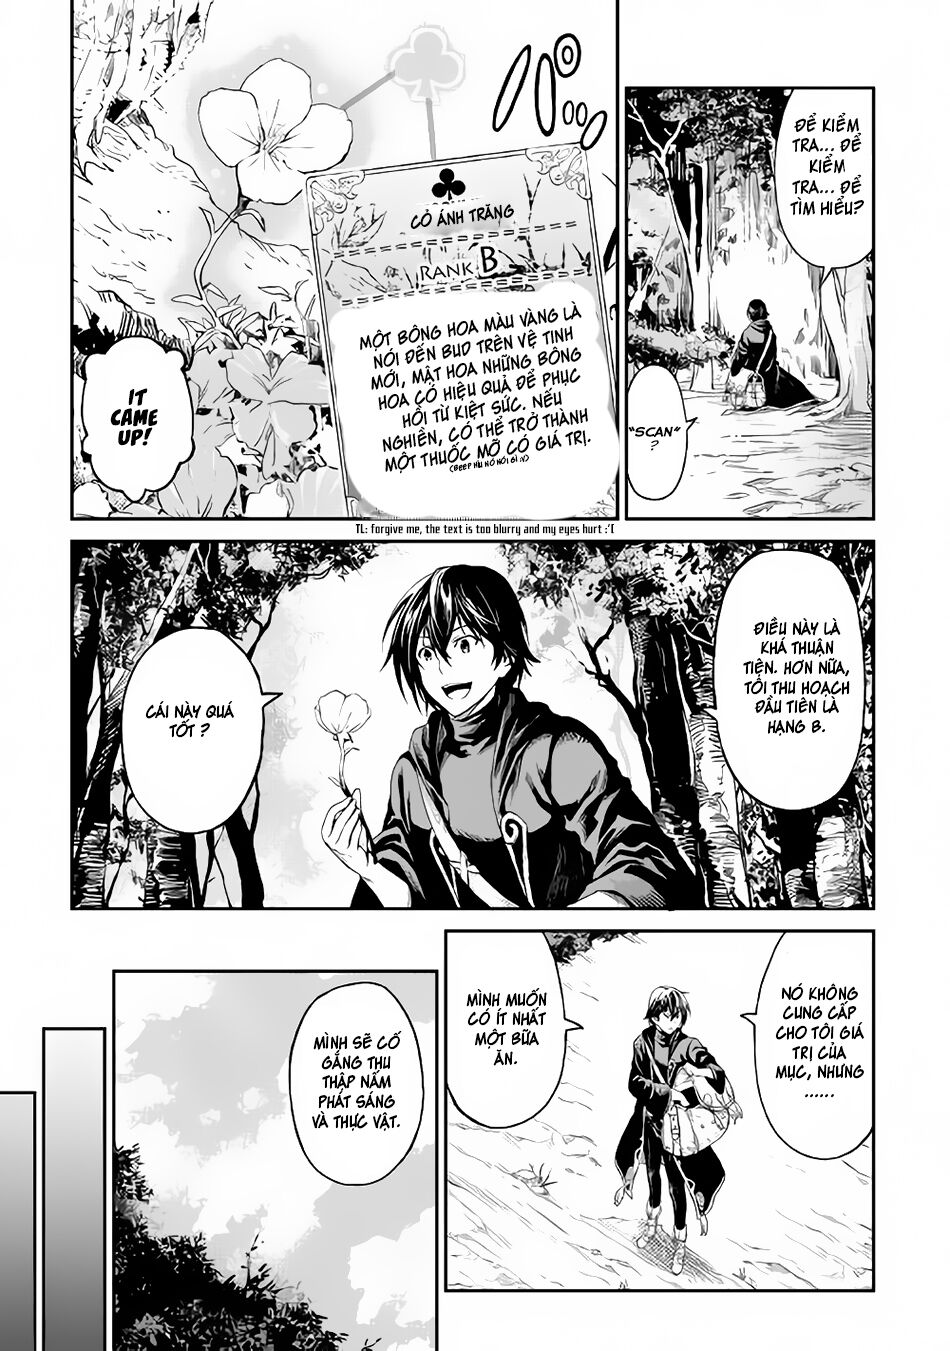 ĐỂ KIỂM
TRA... ĐỂ
KIỂM
TRA... ĐỂ
TÌM HIỂU?
"SCAN"
?
パパ
CỎ ÁNH TRĂNG
RANK B
MỘT BÔNG HOA MÀU VÀNG LÀ
NÓI ĐẾN BUD TRÊN VỆ TINH
MỚI, MẬT HOA NHỮNG BÔNG
HOA CÓ HIỆU QUẢ ĐỂ PHỤC
HỒI TỪ KIỆT SỨC. NẾU
NGHIỀN, CÓ THỂ TRỞ THÀNH
MỘT THUỐC MỠ CÓ GIÁ TRỊ.
IT
CAME
UP!
TL: forgive me, the text is too blurry and my eyes hurt :'(
ĐIỀU NÀY LÀ
KHÁ THUẬN
TIỆN. HƠN NỮA,
TÔI THU HOẠCH
ĐẦU TIÊN LÀ
HẠNG B.
CÁI NÀY QUÁ
TỐT ?
NÓ KHÔNG
CUNG CẤP
CHO TÔI GIÁ
TRỊ CỦA
MỤC, NHƯNG
......
MÌNH MUỐN
CÓ ÍT NHẤT
MỘT BỮA
ĂN.
MÌNH SẼ CỐ
GẮNG THU
THẬP NẤM
PHÁT SÁNG
VÀ THỰC VẬT.